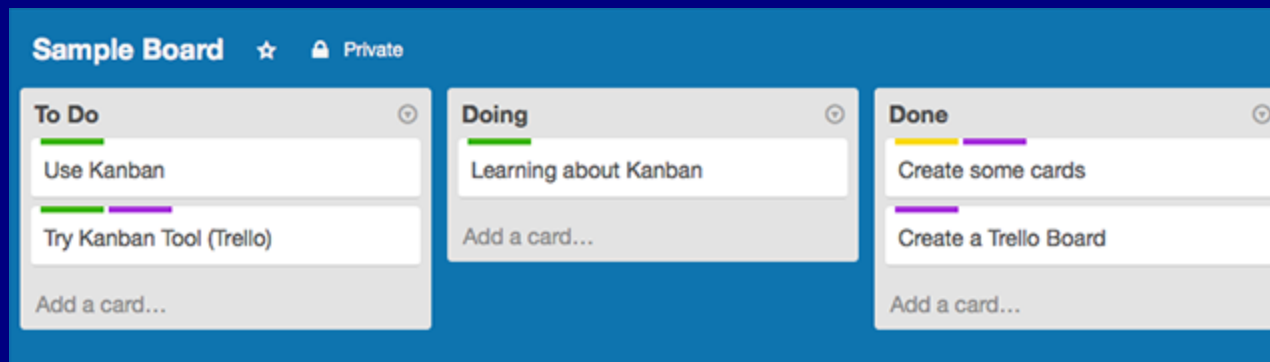 Sample Board Private
To Do
Use Kanban
Try Kanban Tool (Trello)
Add a card...
Doing
Learning about Kanban
Add a card...
Done
Create some cards
Create a Trello Board
Add a card...